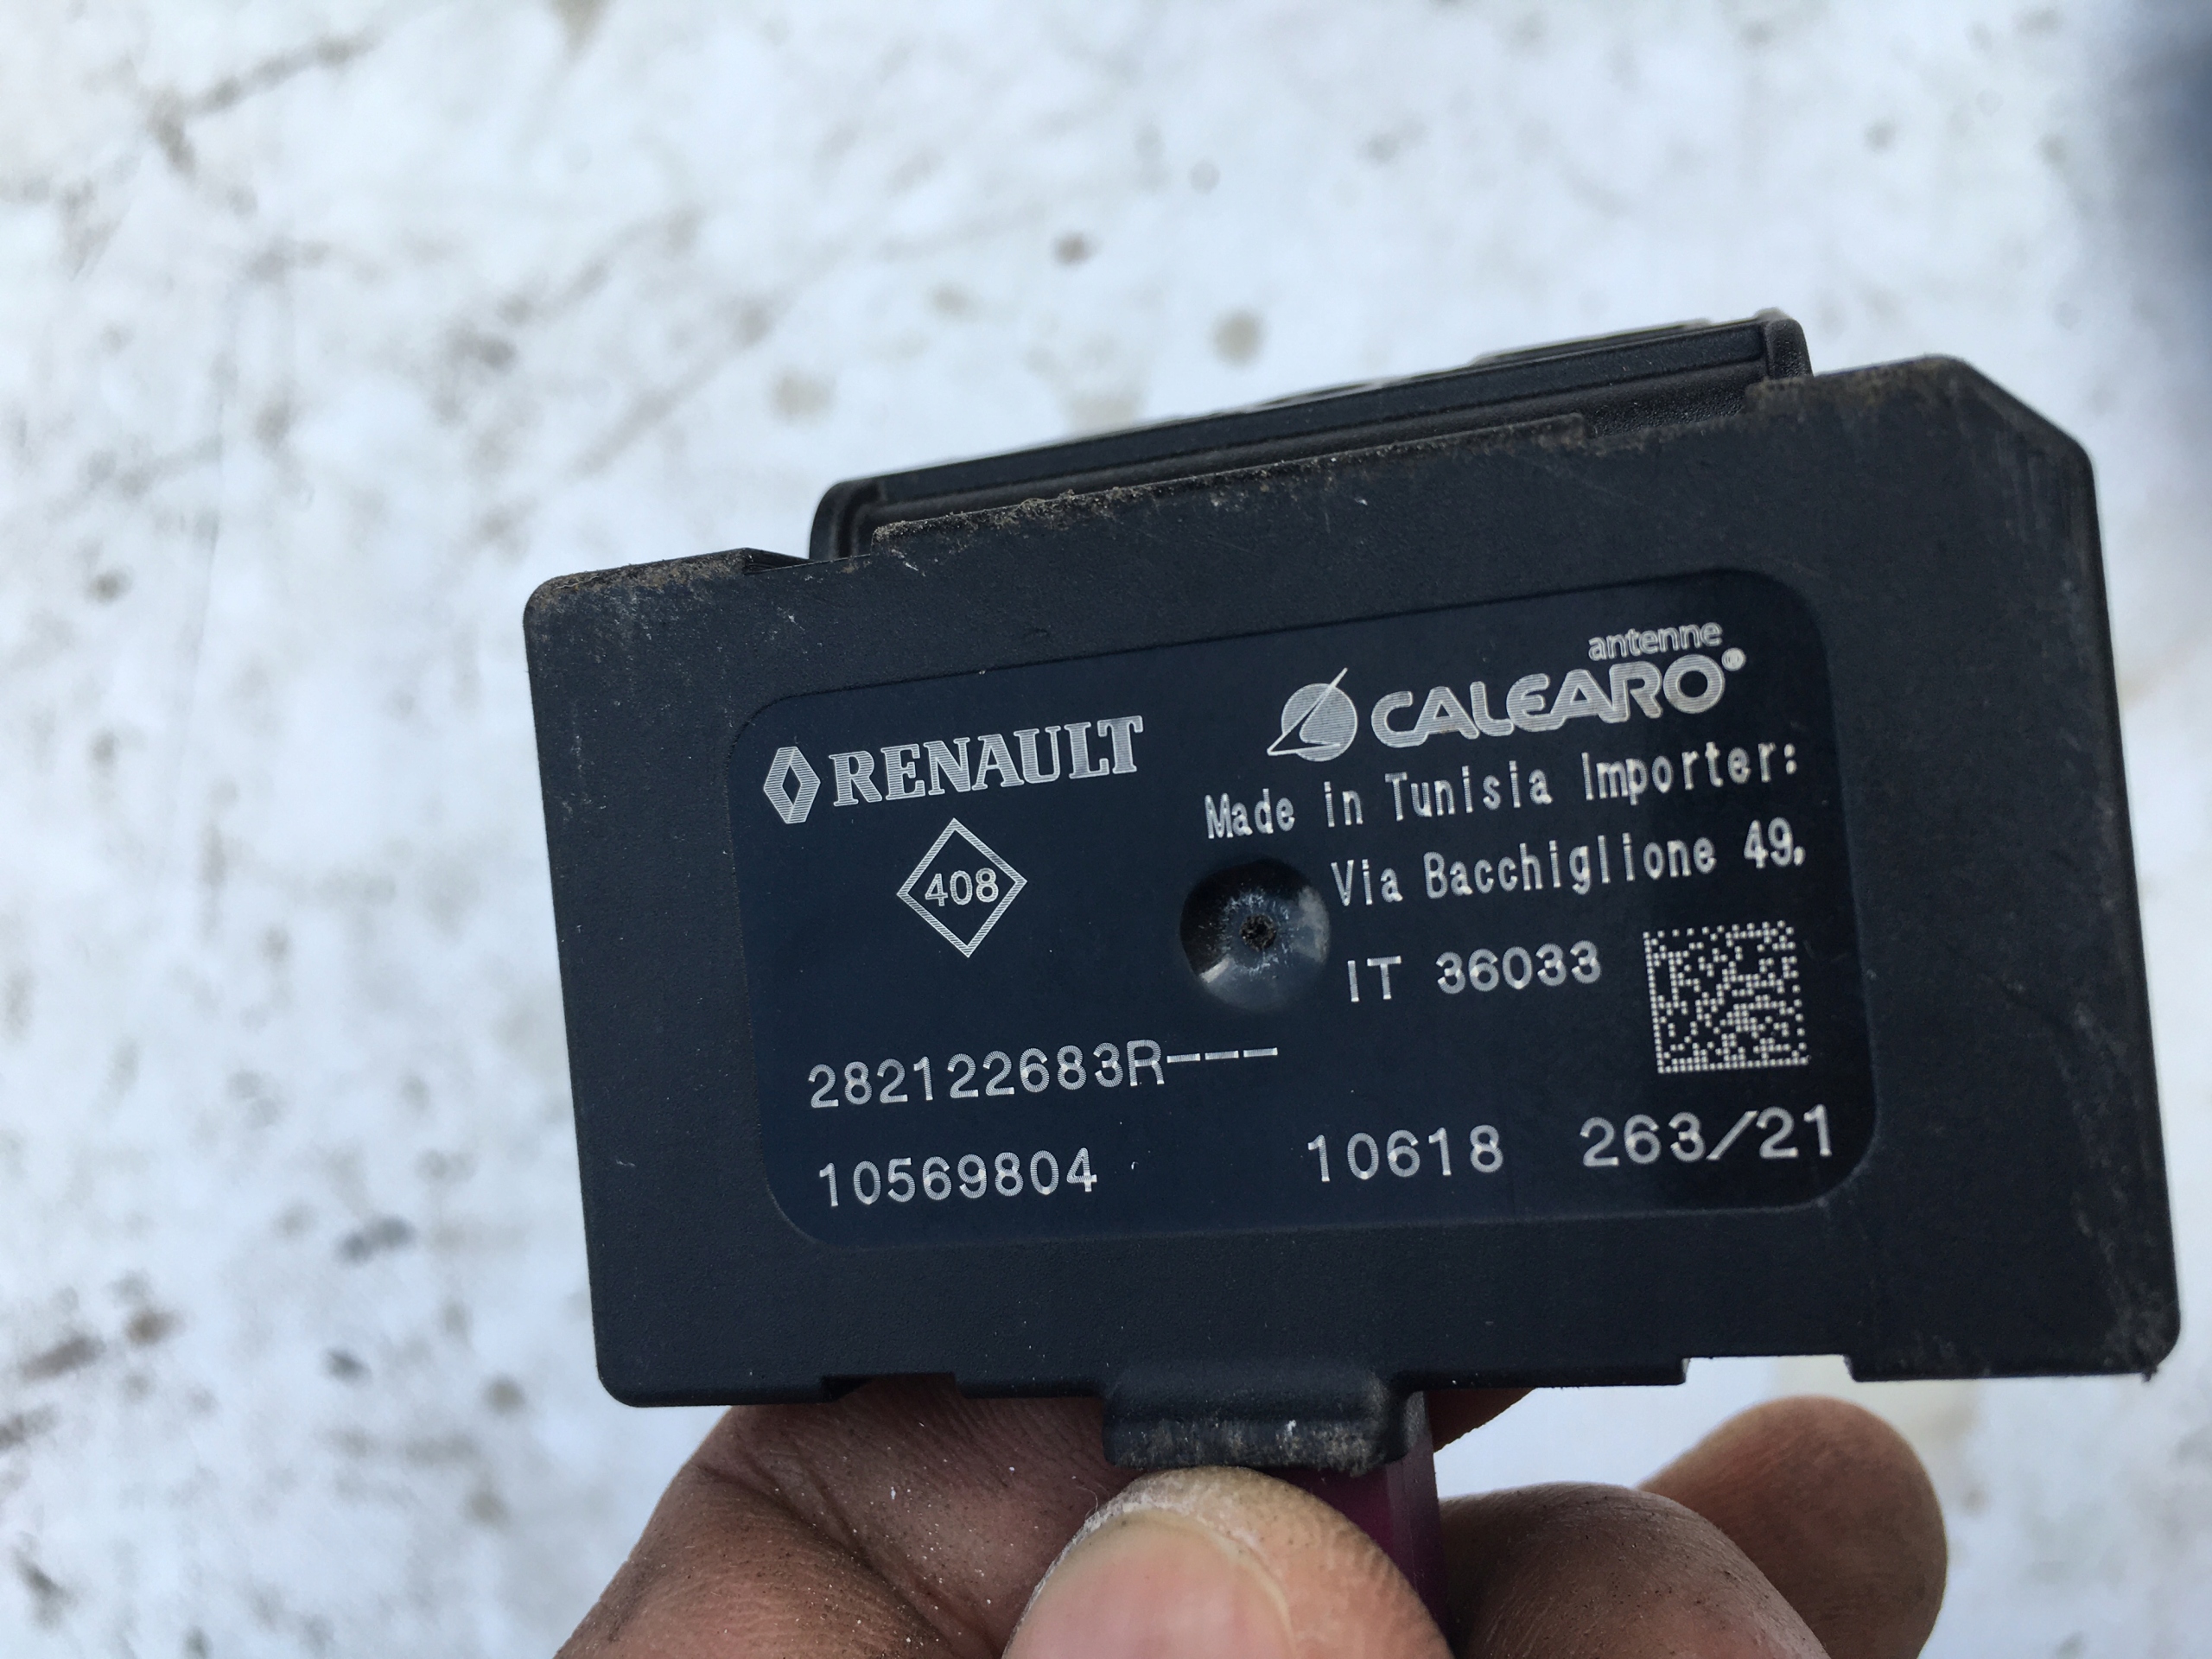 RENAULT
408
antenne
CALEARO®
Made in Tunisia Importer:
Via Bacchiglione 49,
IT 36033
282122683R---
10569804 10618 263/21